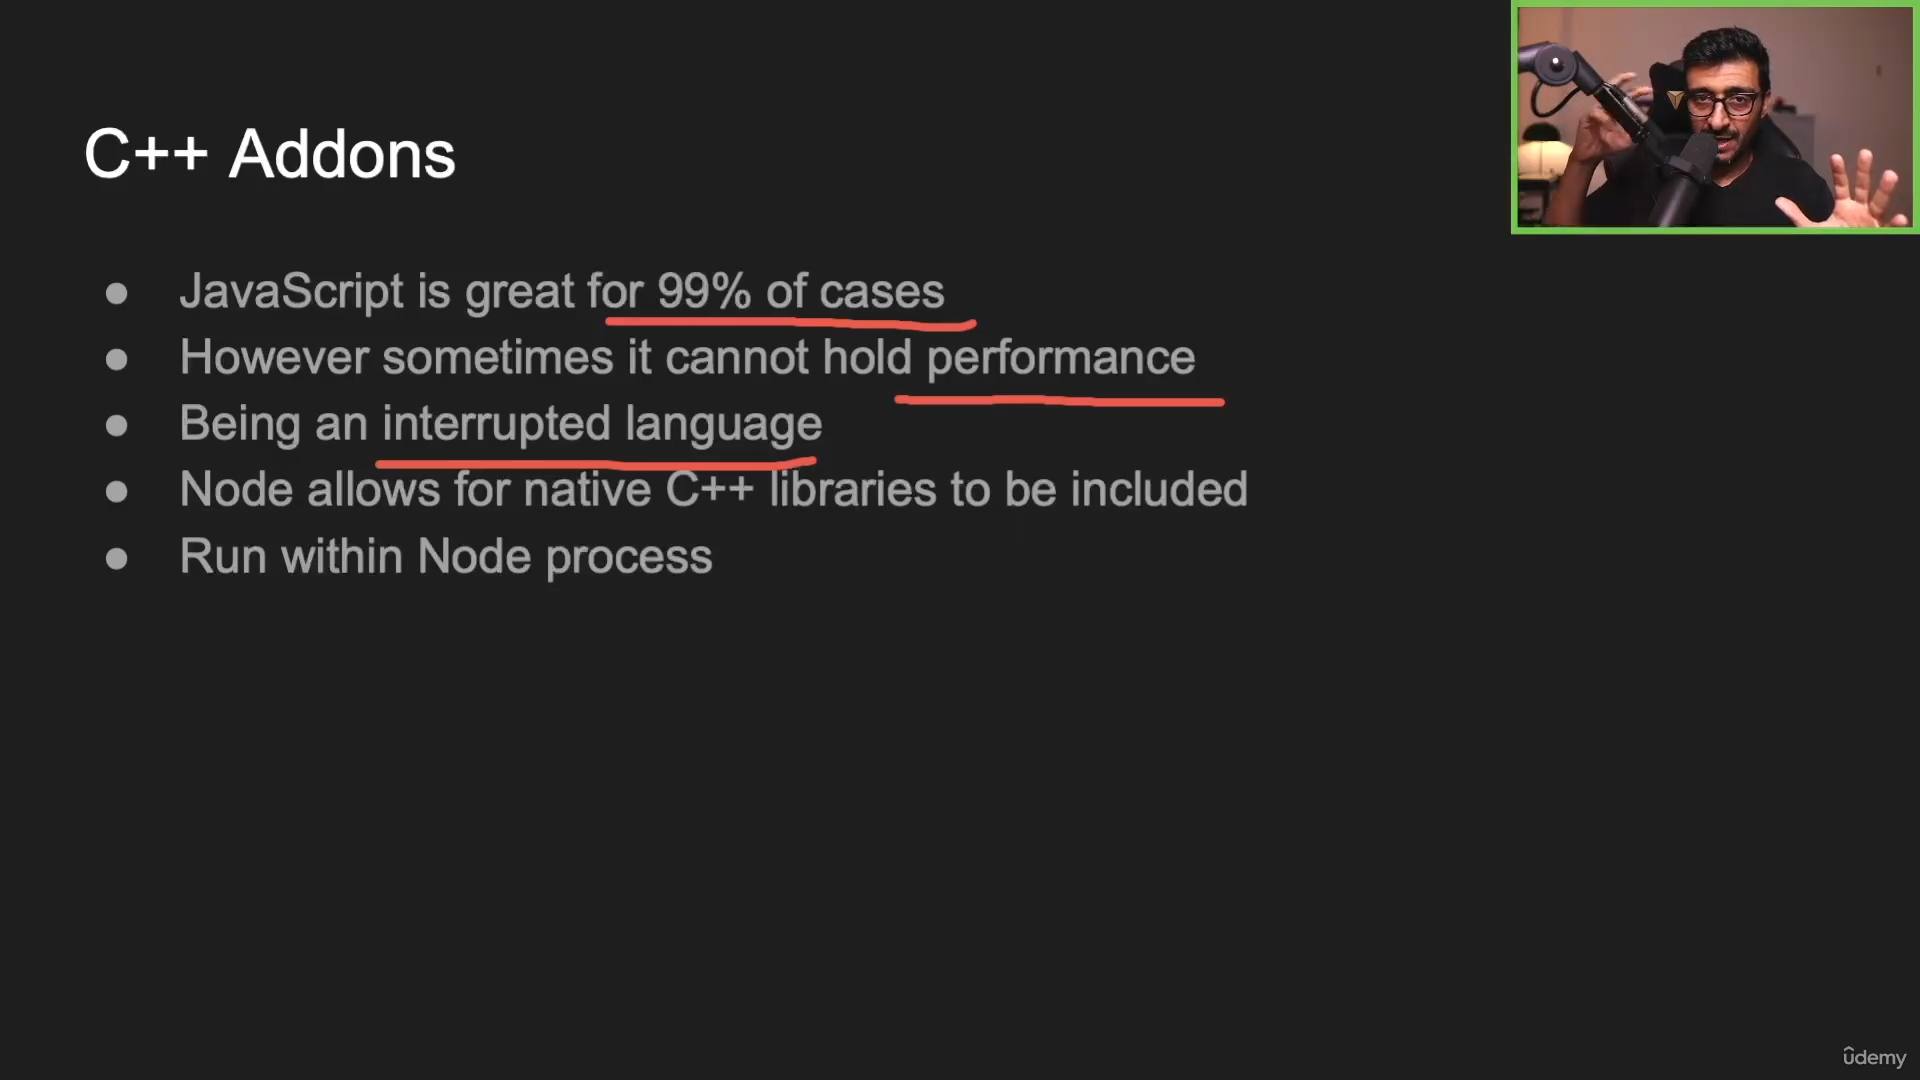 C++ Addons
● JavaScript is great for 99% of cases
● However sometimes it cannot hold performance
● Being an interrupted language
● Node allows for native C++ libraries to be included
● Run within Node process
ûdemy